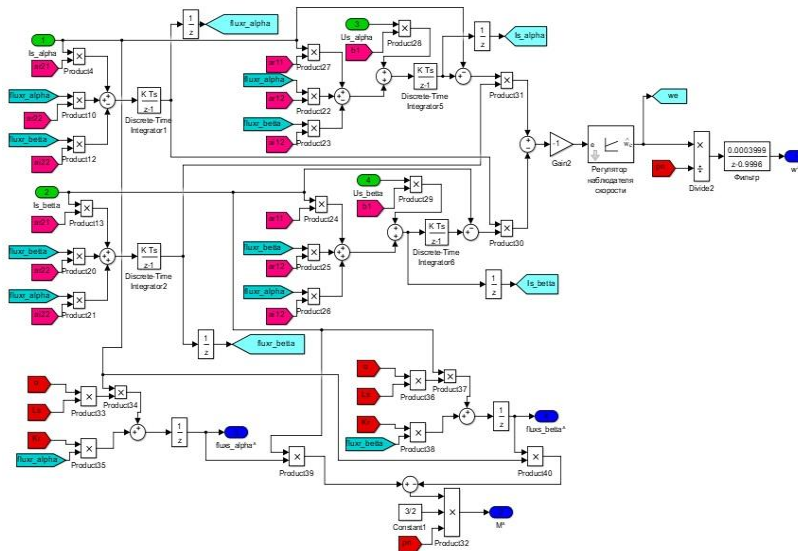 1
Is_alpha
Product4
fluxr_alpha
Product10
fluxr_betta
Product12
K Ts
z-1
Discrete-Time
Integrator1
1
z
fluxr_alpha
3
Us_alpha
Product28
Product27
fluxr_alpha
Product22
fluxr_betta
Product23
K Ts
z-1
Discrete-Time
Integrator5
1
z
Is_alpha
Product31
-1
Gain2
Регулятор
наблюдателя
скорости
we
Divide2
0.0003999
z-0.9996
Фильтр
2
Is_betta
Product13
fluxr_betta
Product20
fluxr_alpha
Product21
K Ts
z-1
Discrete-Time
Integrator2
4
Us_betta
Product29
Product24
fluxr_betta
Product25
fluxr_alpha
Product26
K Ts
z-1
Discrete-Time
Integrator6
Product30
1
z
Is_betta
1
z
fluxr_betta
Product33
Product34
fluxr_alpha
Product35
1
z
fluxs_alpha^
Product39
Product36
Product37
fluxr_betta
Product38
1
z
fluxs_betta^
Product40
3/2
Constant1
Product32
M^